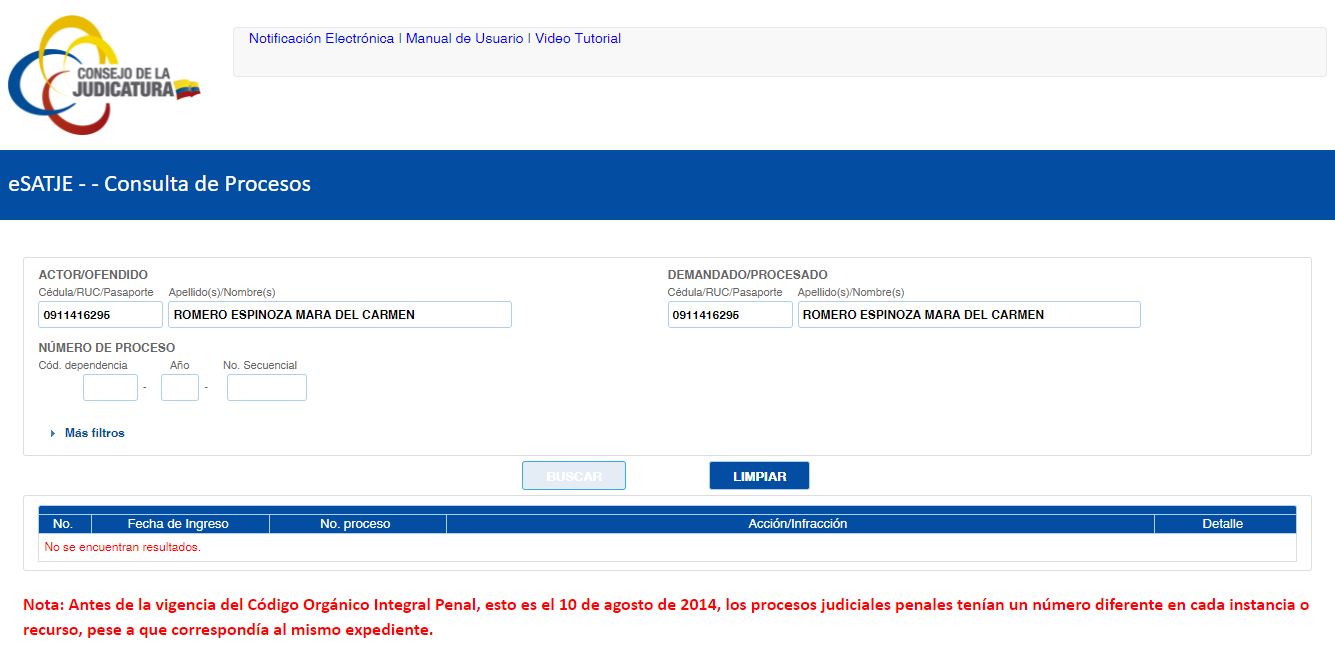 CONSEJO DE LA
JUDICATURA
Notificación Electrónica | Manual de Usuario | Video Tutorial
eSATJE - - Consulta de Procesos
ACTOR/OFENDIDO
Cédula/RUC/Pasaporte Apellido(s)/Nombre(s)
0911416295 ROMERO ESPINOZA MARA DEL CARMEN
DEMANDADO/PROCESADO
Cédula/RUC/Pasaporte Apellido(s)/Nombre(s)
0911416295 ROMERO ESPINOZA MARA DEL CARMEN
NÚMERO DE PROCESO
Cód. dependencia Año No. Secuencial
- -
Más filtros
BUSCAR LIMPIAR
No. Fecha de Ingreso No. proceso Acción/Infracción Detalle
No se encuentran resultados.
Nota: Antes de la vigencia del Código Orgánico Integral Penal, esto es el 10 de agosto de 2014, los procesos judiciales penales tenían un número diferente en cada instancia o
recurso, pese a que correspondía al mismo expediente.